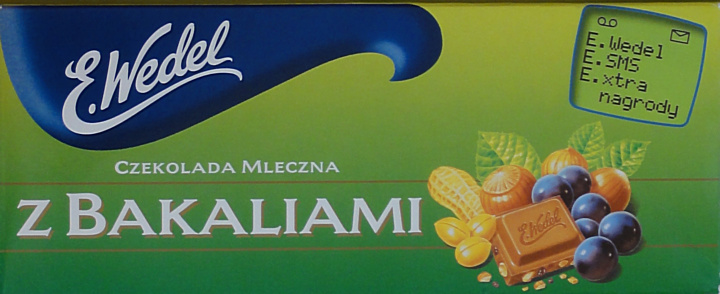 E.Wedel
E.Wedel
E.SMS
E.xtra
nagrody
CZEKOLADA MLECZNA
Z BAKALIAMI
E.Wedel